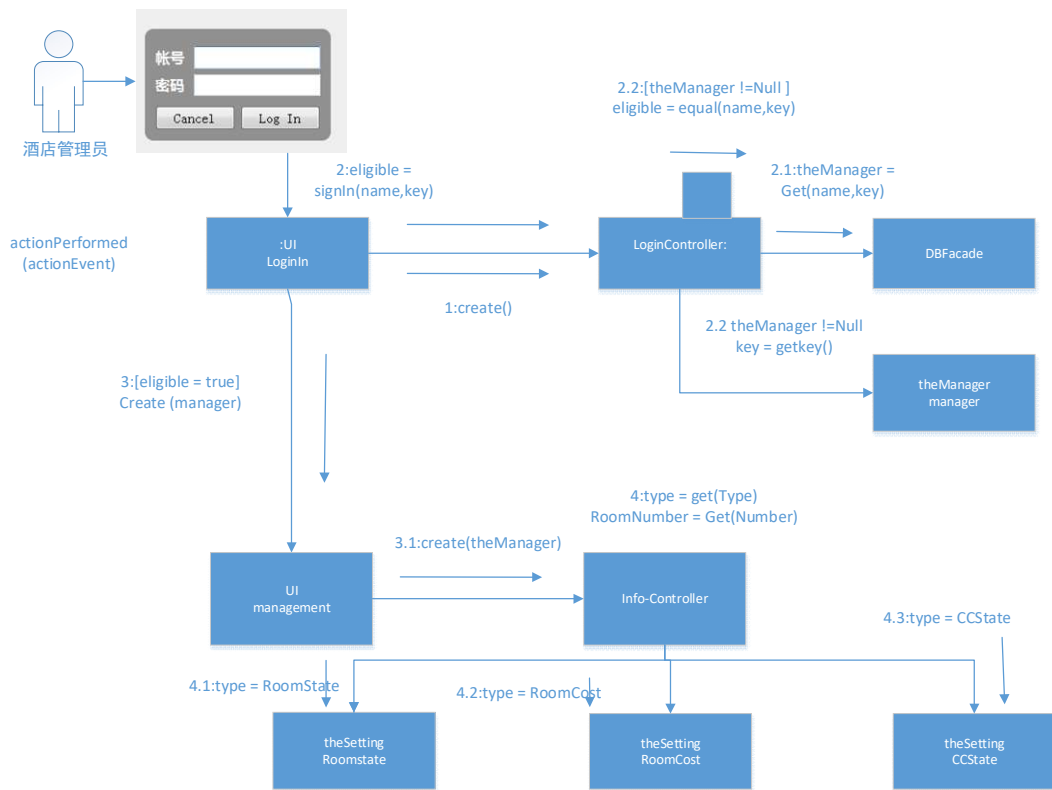 帐号
密码
Cancel
Log In
酒店管理员
2.2:[theManager !=Null ]
eligible = equal(name,key)
2:eligible =
signIn(name,key)
2.1:theManager =
Get(name,key)
actionPerformed
(actionEvent)
:UI
LoginIn
LoginController:
DBFacade
1:create()
2.2 theManager !=Null
key = getkey()
3:[eligible = true]
Create (manager)
theManager
manager
4:type = get(Type)
RoomNumber = Get(Number)
3.1:create(theManager)
UI
management
Info-Controller
4.3:type = CCState
4.1:type = RoomState
4.2:type = RoomCost
theSetting
Roomstate
theSetting
RoomCost
theSetting
CCState